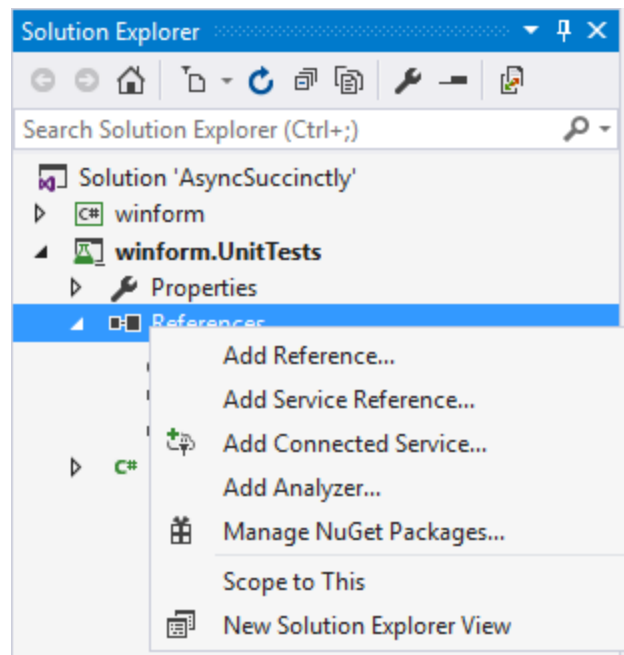 Solution Explorer
Search Solution Explorer (Ctrl+;)
Solution 'AsyncSuccinctly'
C# winform
winform.UnitTests
Properties
References
Add Reference...
Add Service Reference...
Add Connected Service...
C#
Add Analyzer...
Manage NuGet Packages...
Scope to This
New Solution Explorer View